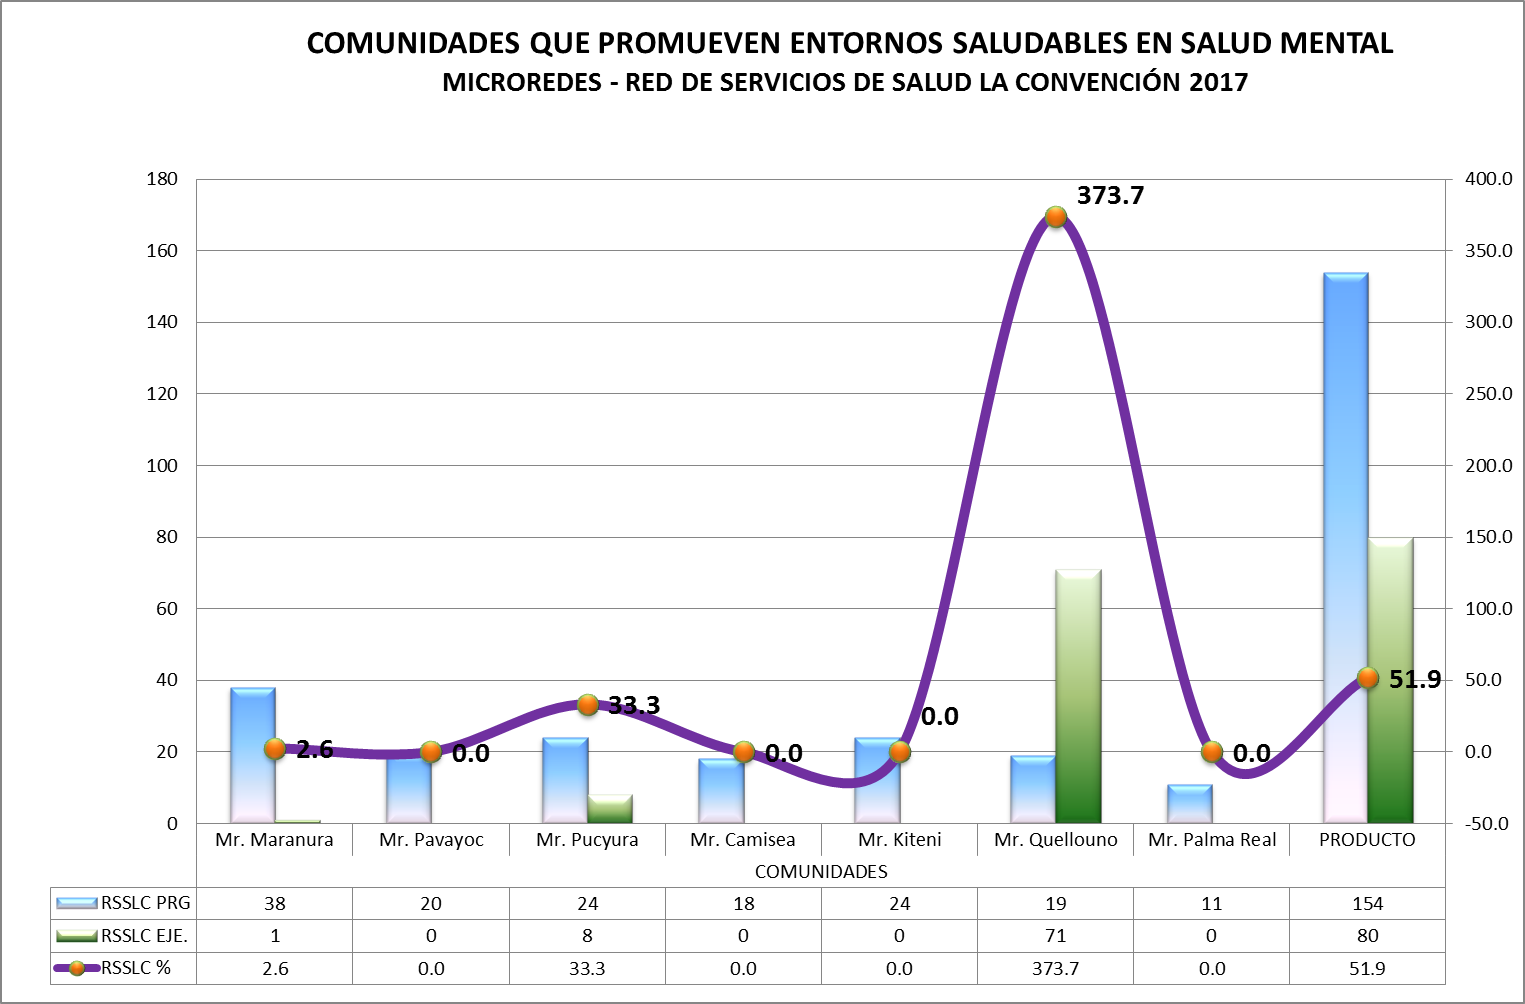 COMUNIDADES QUE PROMUEVEN ENTORNOS SALUDABLES EN SALUD MENTAL
MICROREDES - RED DE SERVICIOS DE SALUD LA CONVENCIÓN 2017
180 400.0
373.7
160 350.0
140 300.0
120 250.0
100 200.0
80 150.0
60 100.0
40 50.0
51.9
33.3
0.0
20 0.0
2.6 0.0 0.0 0.0
0 -50.0
Mr. Maranura Mr. Pavayoc Mr. Pucyura Mr. Camisea Mr. Kiteni Mr. Quellouno Mr. Palma Real PRODUCTO
COMUNIDADES
RSSLC PRG 38 20 24 18 24 19 11 154
RSSLC EJE. 1 0 8 0 0 71 0 80
RSSLC % 2.6 0.0 33.3 0.0 0.0 373.7 0.0 51.9